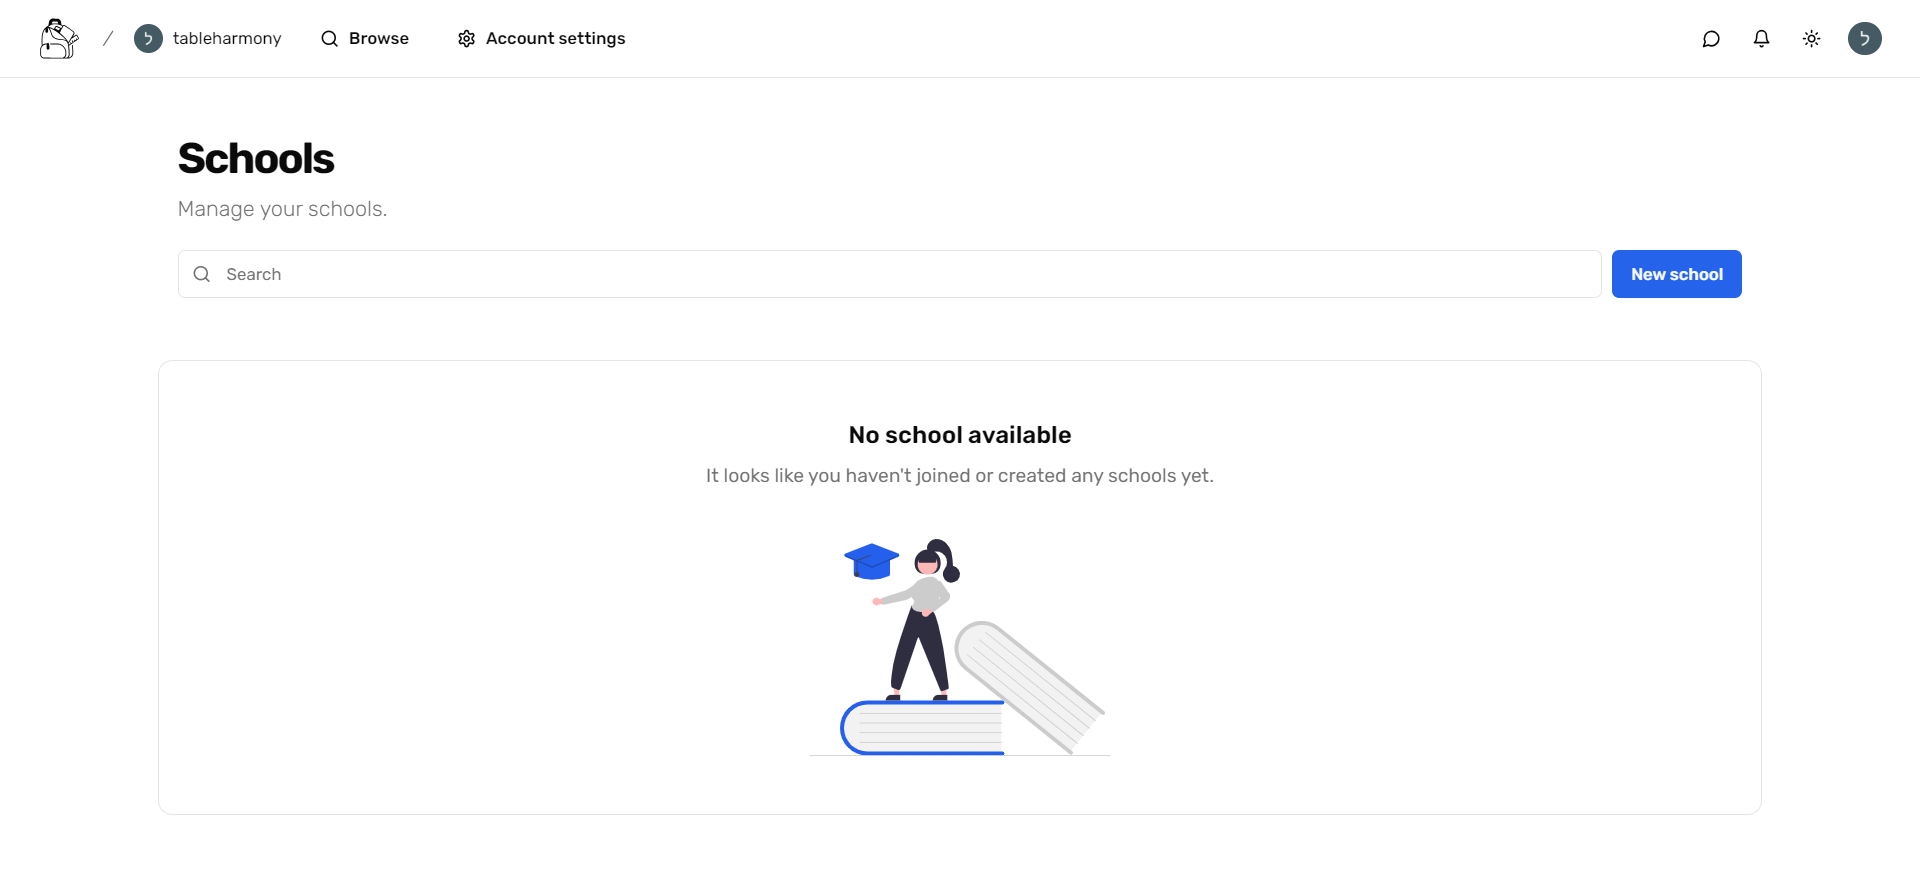 / ל tableharmony Browse Account settings ל
Schools
Manage your schools.
Search New school
No school available
It looks like you haven't joined or created any schools yet.